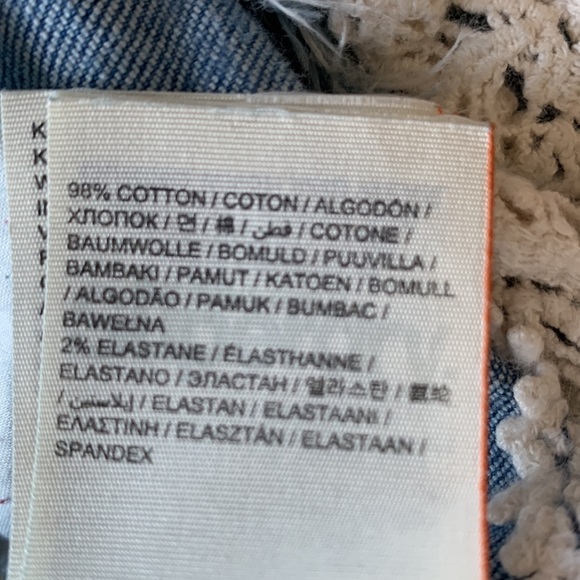 98% COTTON / COTON / ALGODÓN /
ХЛОПОК / 면 / 棉 / قطن / COTONE /
BAUMWOLLE / BOMULD / PUUVILLA /
BAMBAKI / PAMUT / KATOEN / BOMULL
/ ALGODÃO / PAMUK / BUMBAC /
BAWEŁNA
2% ELASTANE / ÉLASTHANNE /
ELASTANO / ЭЛАСТАН / 엘라스탄 /
/ إيلاستين / ELASTAN / ELASTAANI /
ΕΛΑΣΤΙΝΗ / ELASZTÁN / ELASTAAN /
SPANDEX